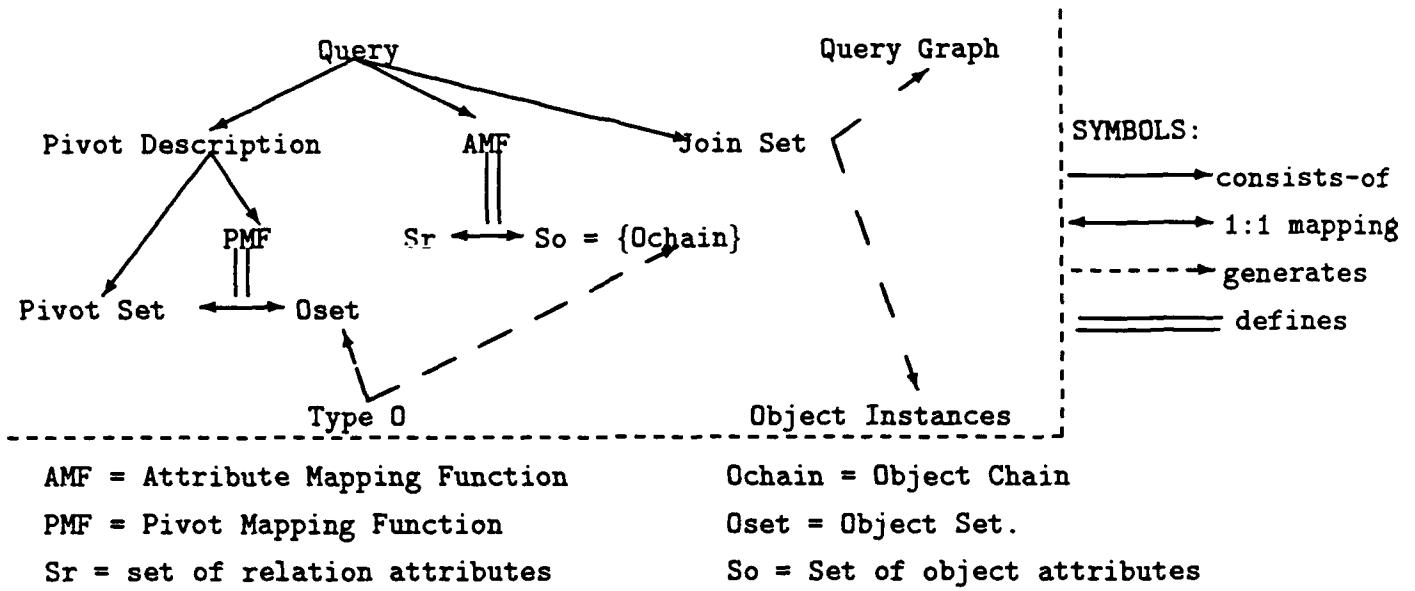 Query
Query Graph
Pivot Description
AMF
Join Set
SYMBOLS:
consists-of
PMF
Sr
So = {Ochain}
1:1 mapping
generates
Pivot Set
Oset
defines
Type O
Object Instances
AMF = Attribute Mapping Function
Ochain = Object Chain
PMF = Pivot Mapping Function
Oset = Object Set.
Sr = set of relation attributes
So = Set of object attributes